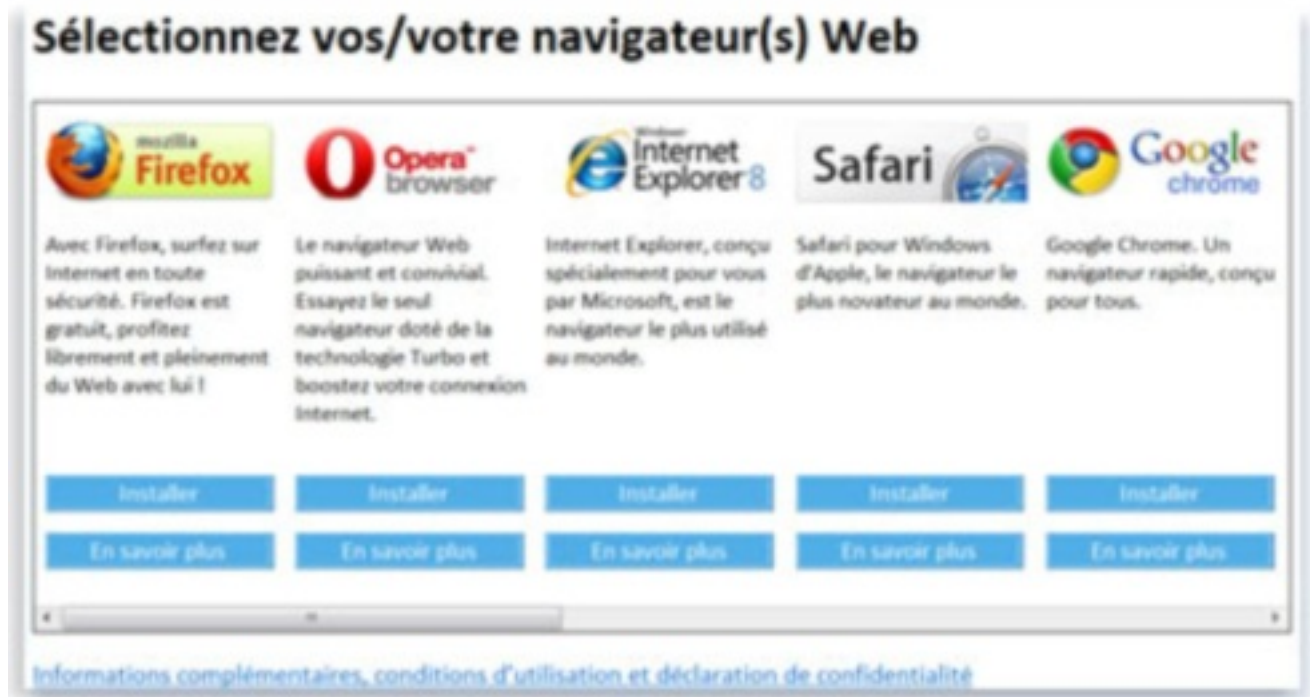 Sélectionnez vos/votre navigateur(s) Web
mozilla
Firefox
Avec Firefox, surfez sur
Internet en toute
sécurité. Firefox est
gratuit, profitez
librement et pleinement
du Web avec lui !
Installer
En savoir plus
Opera™
browser
Le navigateur Web
puissant et convivial.
Essayez le seul
navigateur doté de la
technologie Turbo et
boostez votre connexion
Internet.
Installer
En savoir plus
Windows
Internet
Explorer 8
Internet Explorer, conçu
spécialement pour vous
par Microsoft, est le
navigateur le plus utilisé
au monde.
Installer
En savoir plus
Safari
Safari pour Windows
d'Apple, le navigateur le
plus novateur au monde.
Installer
En savoir plus
Google
chrome
Google Chrome. Un
navigateur rapide, conçu
pour tous.
Installer
En savoir plus
Informations complémentaires, conditions d'utilisation et déclaration de confidentialité